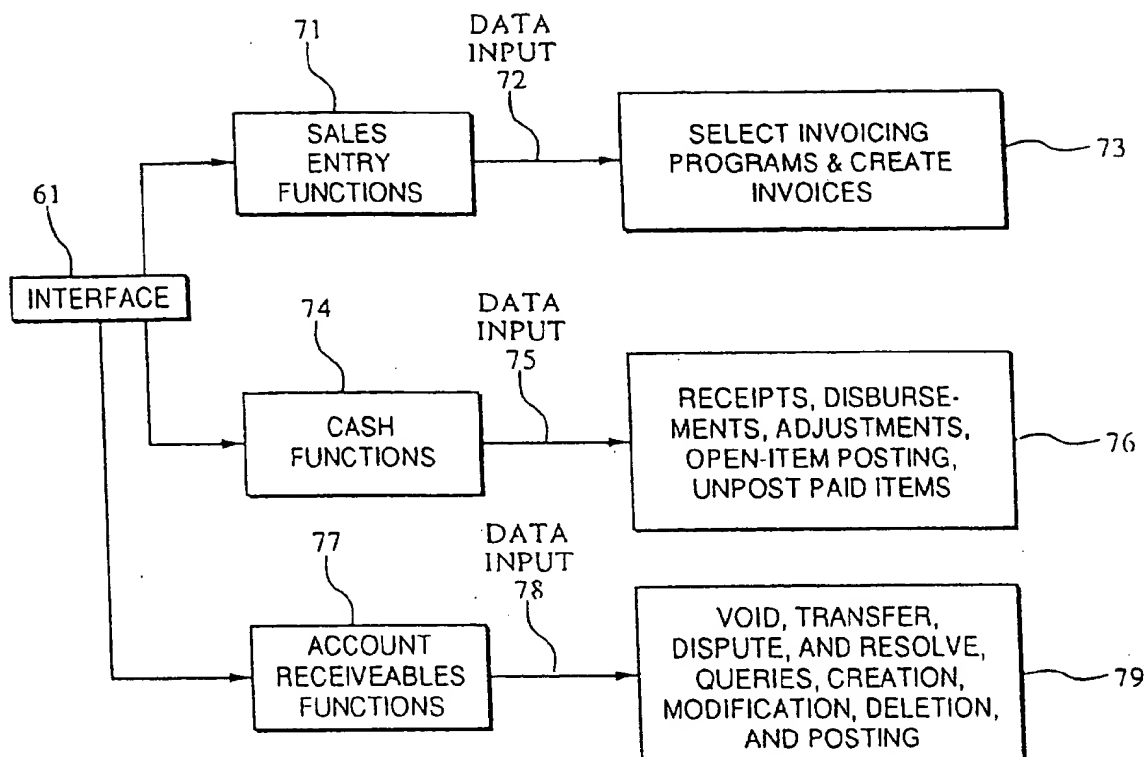 71
DATA
INPUT
72
SALES
ENTRY
FUNCTIONS
SELECT INVOICING
PROGRAMS & CREATE
INVOICES
73
61
INTERFACE
74
DATA
INPUT
75
CASH
FUNCTIONS
RECEIPTS, DISBURSE-
MENTS, ADJUSTMENTS,
OPEN-ITEM POSTING,
UNPOST PAID ITEMS
76
77
DATA
INPUT
78
ACCOUNT
RECEIVEABLES
FUNCTIONS
VOID, TRANSFER,
DISPUTE, AND RESOLVE,
QUERIES, CREATION,
MODIFICATION, DELETION,
AND POSTING
79